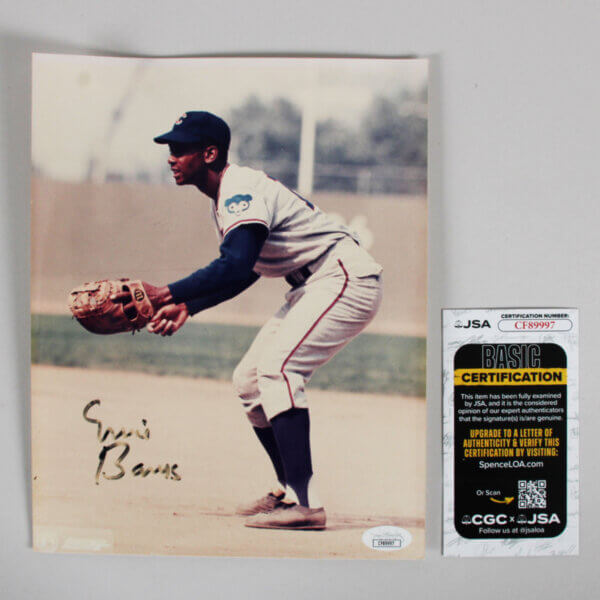 C
Ernie
Banks
CF89997
JSA
CERTIFICATION NUMBER:
CF89997
BASIC
CERTIFICATION
This item has been fully examined
by JSA, and it is the considered
opinion of our expert authenticators
that the signature(s) is/are genuine.
UPGRADE TO A LETTER OF
AUTHENTICITY & VERIFY THIS
CERTIFICATION BY VISITING:
SpenceLOA.com
Or Scan
CGC x JSA
Follow us at @jsaloa